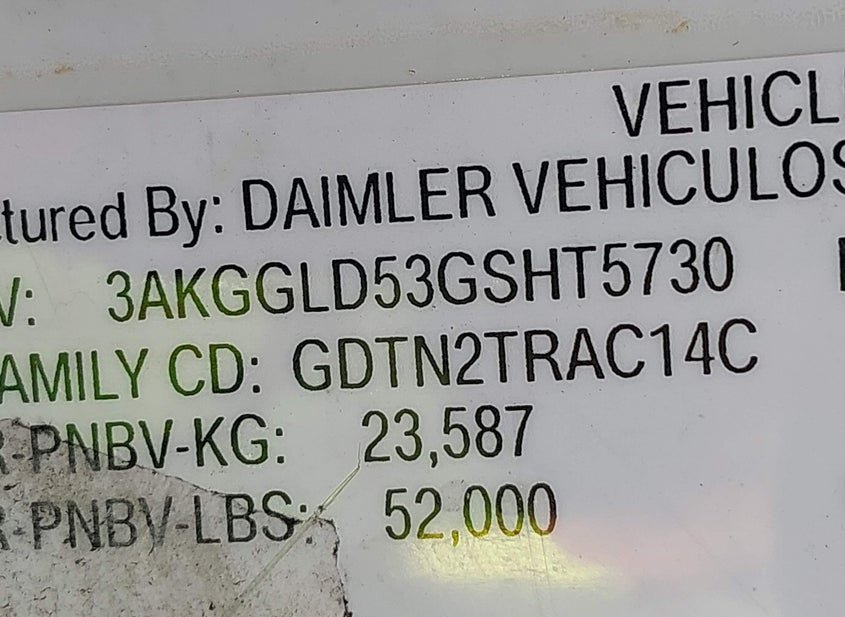 VEHICL
tured By: DAIMLER VEHICULOS
V: 3AKGGLD53GSHT5730
AMILY CD: GDTN2TRAC14C
R-PNBV-KG: 23,587
R-PNBV-LBS: 52,000